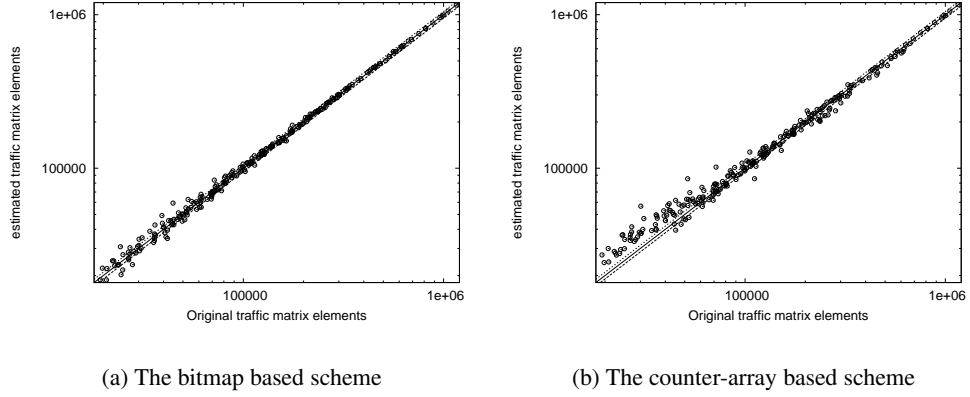 1e+06
100000
estimated traffic matrix elements
100000
1e+06
Original traffic matrix elements
(a) The bitmap based scheme
1e+06
100000
estimated traffic matrix elements
100000
1e+06
Original traffic matrix elements
(b) The counter-array based scheme